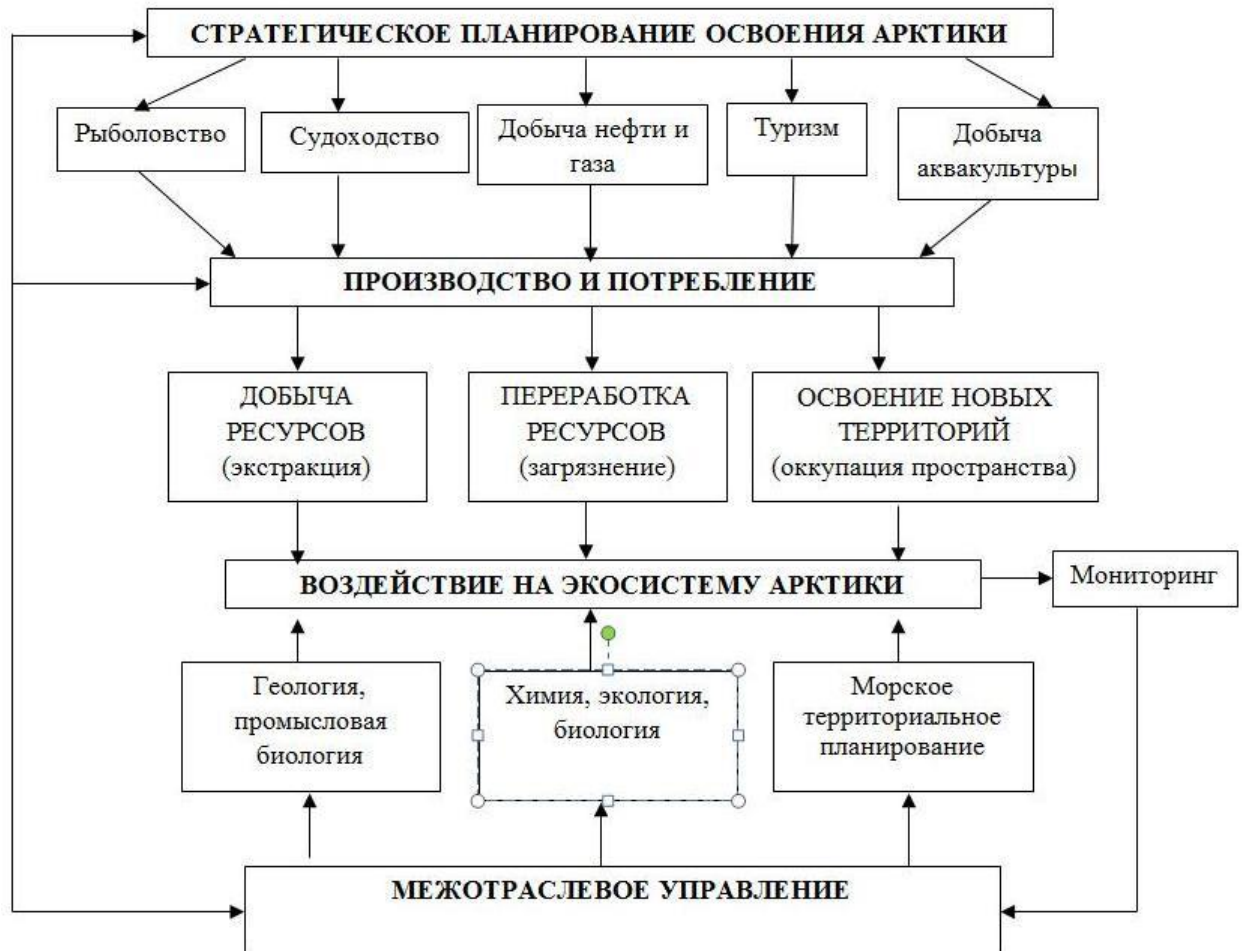 СТРАТЕГИЧЕСКОЕ ПЛАНИРОВАНИЕ ОСВОЕНИЯ АРКТИКИ
Рыболовство
Судоходство
Добыча нефти и
газа
Туризм
Добыча
аквакультуры
ПРОИЗВОДСТВО И ПОТРЕБЛЕНИЕ
ДОБЫЧА
РЕСУРСОВ
(экстракция)
ПЕРЕРАБОТКА
РЕСУРСОВ
(загрязнение)
ОСВОЕНИЕ НОВЫХ
ТЕРРИТОРИЙ
(оккупация пространства)
ВОЗДЕЙСТВИЕ НА ЭКОСИСТЕМУ АРКТИКИ
Мониторинг
Геология,
промысловая
биология
Химия, экология,
биология
Морское
территориальное
планирование
МЕЖОТРАСЛЕВОЕ УПРАВЛЕНИЕ